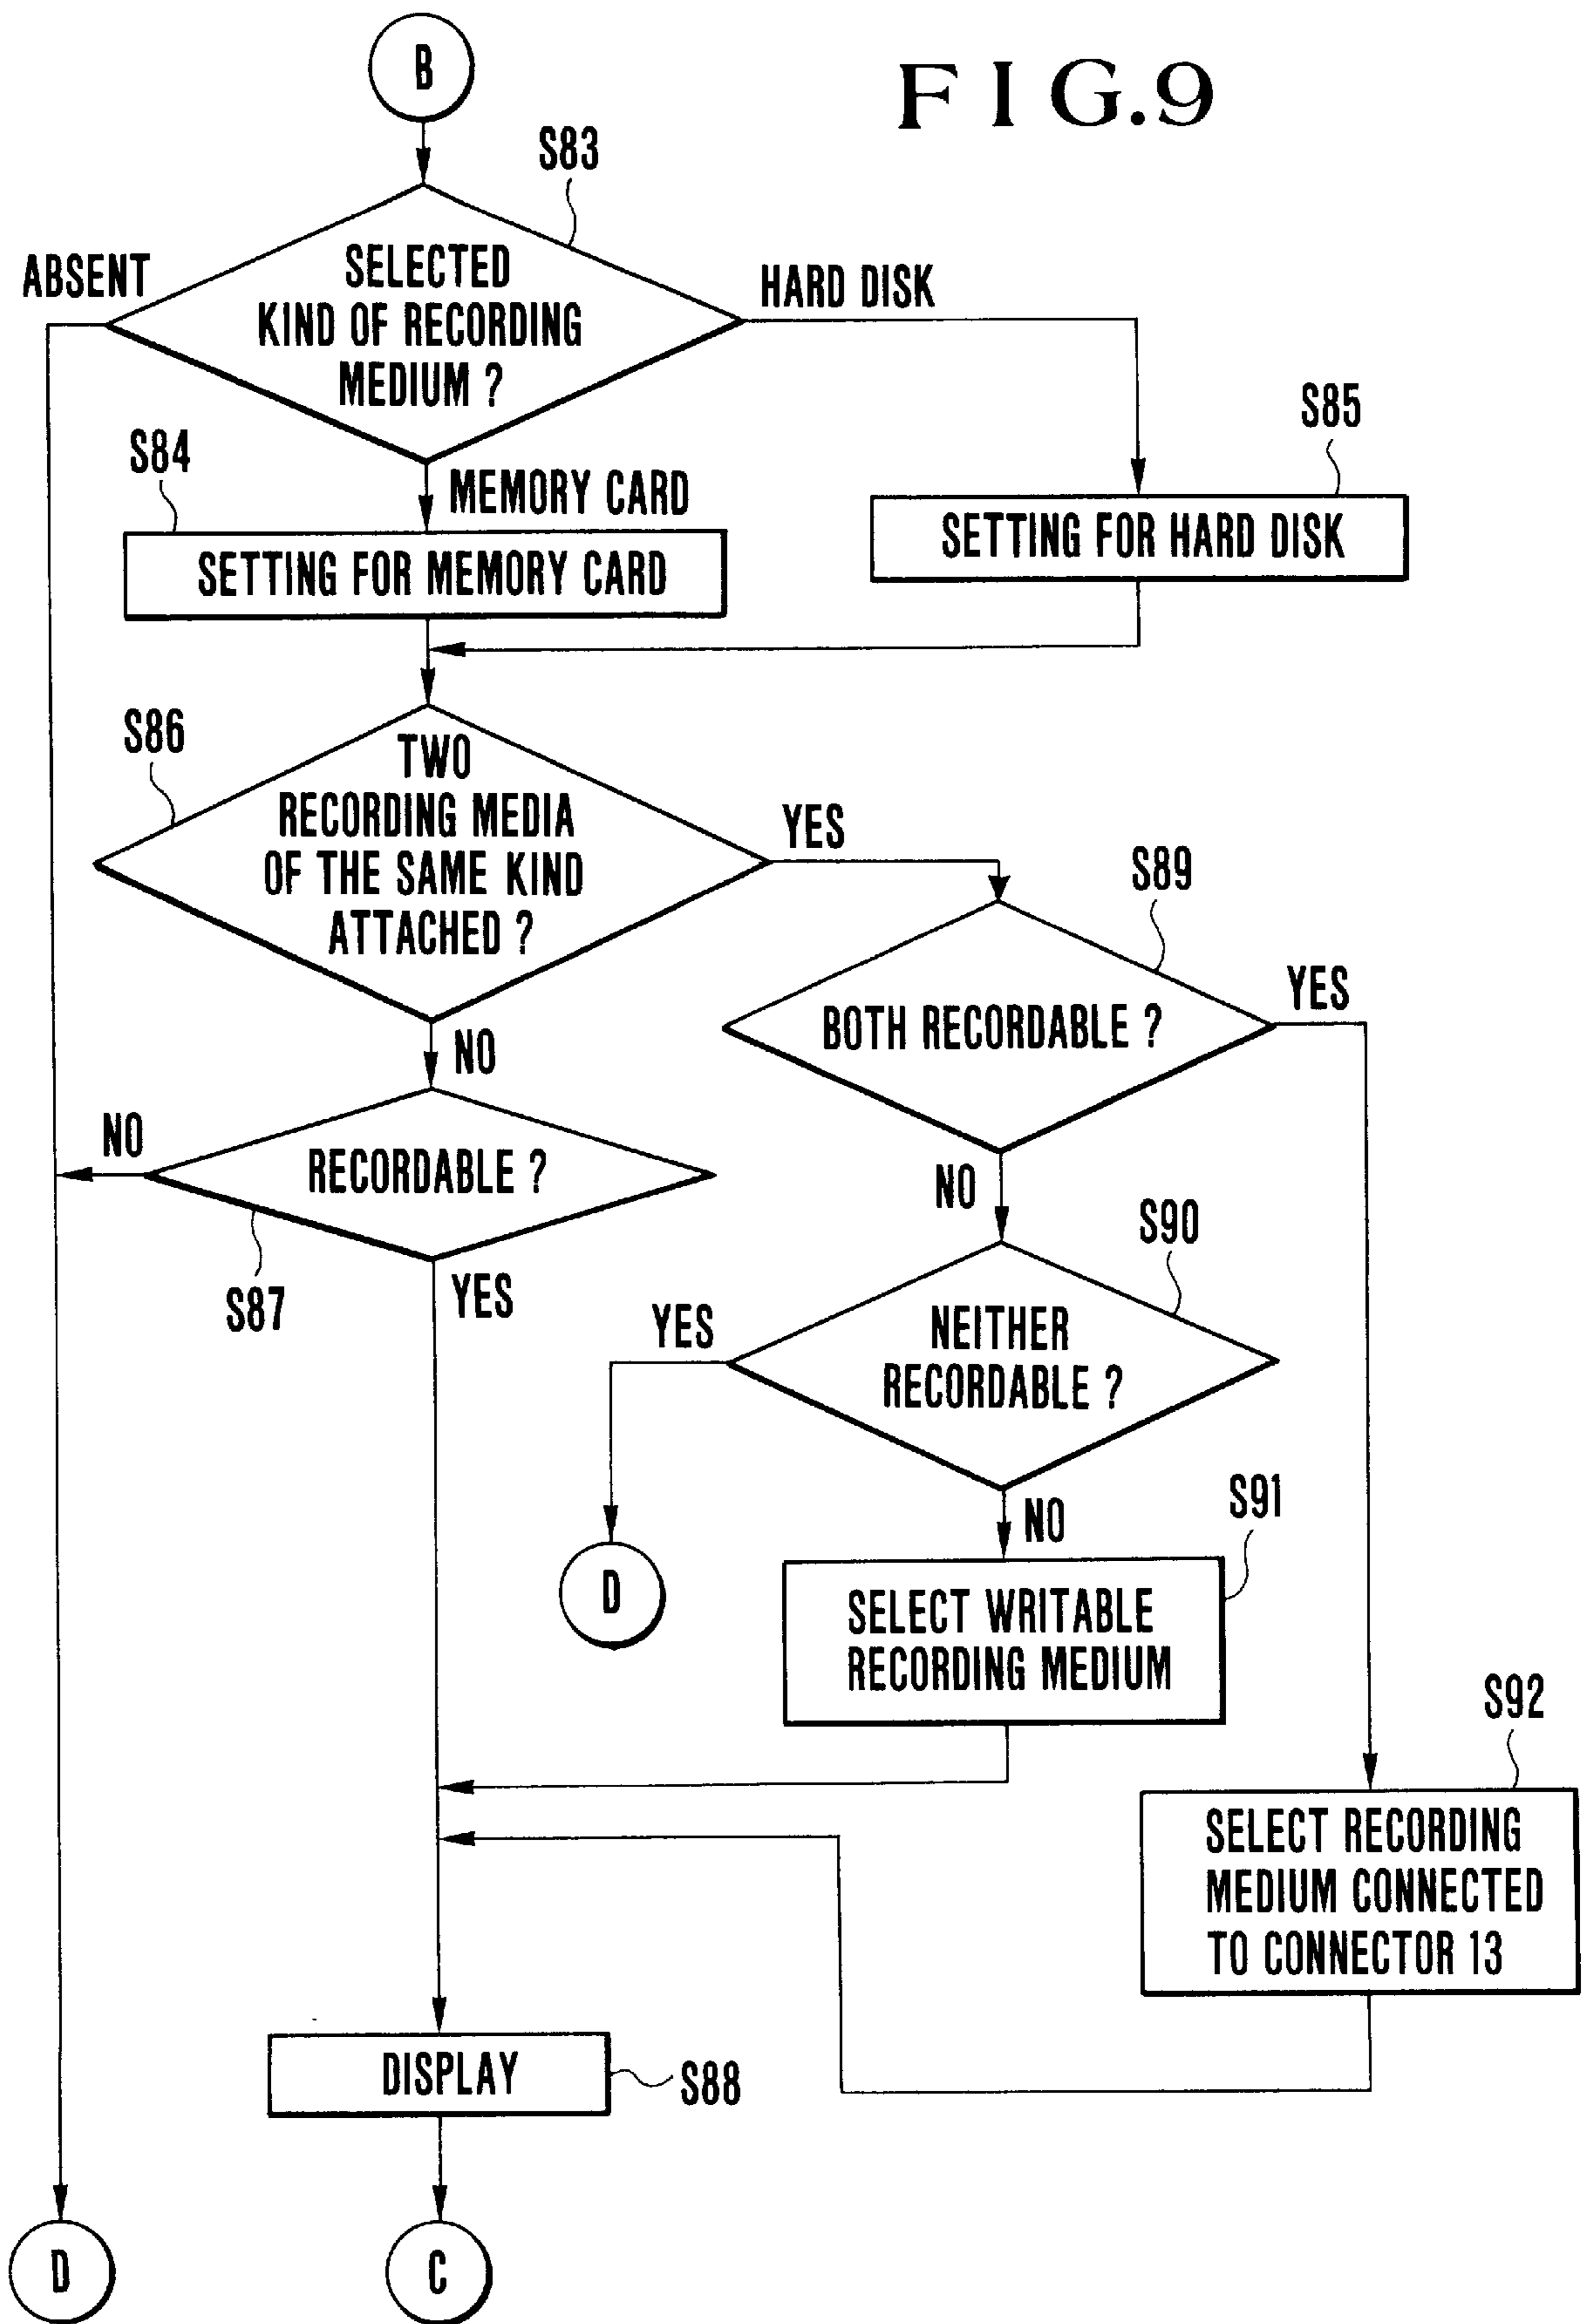 B
F I G.9
S83
ABSENT
SELECTED
KIND OF RECORDING
MEDIUM ?
HARD DISK
S84
MEMORY CARD
S85
SETTING FOR MEMORY CARD
SETTING FOR HARD DISK
S86
TWO
RECORDING MEDIA
OF THE SAME KIND
ATTACHED ?
YES
S89
NO
BOTH RECORDABLE ?
YES
NO
RECORDABLE ?
S87
YES
NO
S90
YES
NEITHER
RECORDABLE ?
NO
S91
D
SELECT WRITABLE
RECORDING MEDIUM
S92
SELECT RECORDING
MEDIUM CONNECTED
TO CONNECTOR 13
DISPLAY
S88
D
C